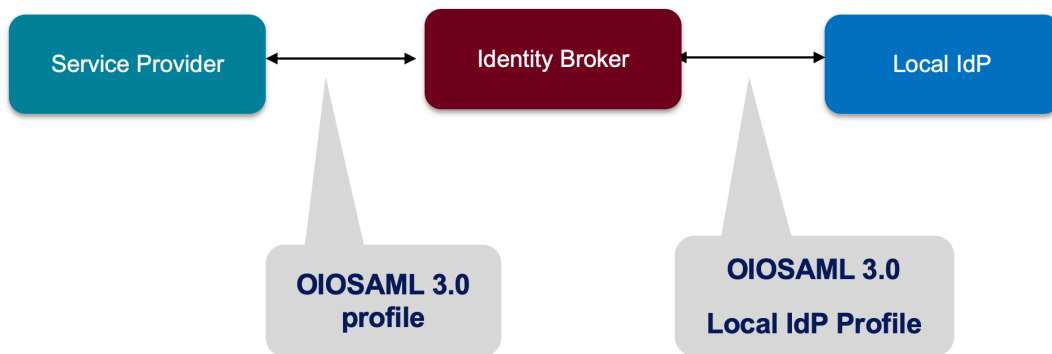 Service Provider
Identity Broker
Local IdP
OIOSAML 3.0
profile
OIOSAML 3.0
Local IdP Profile